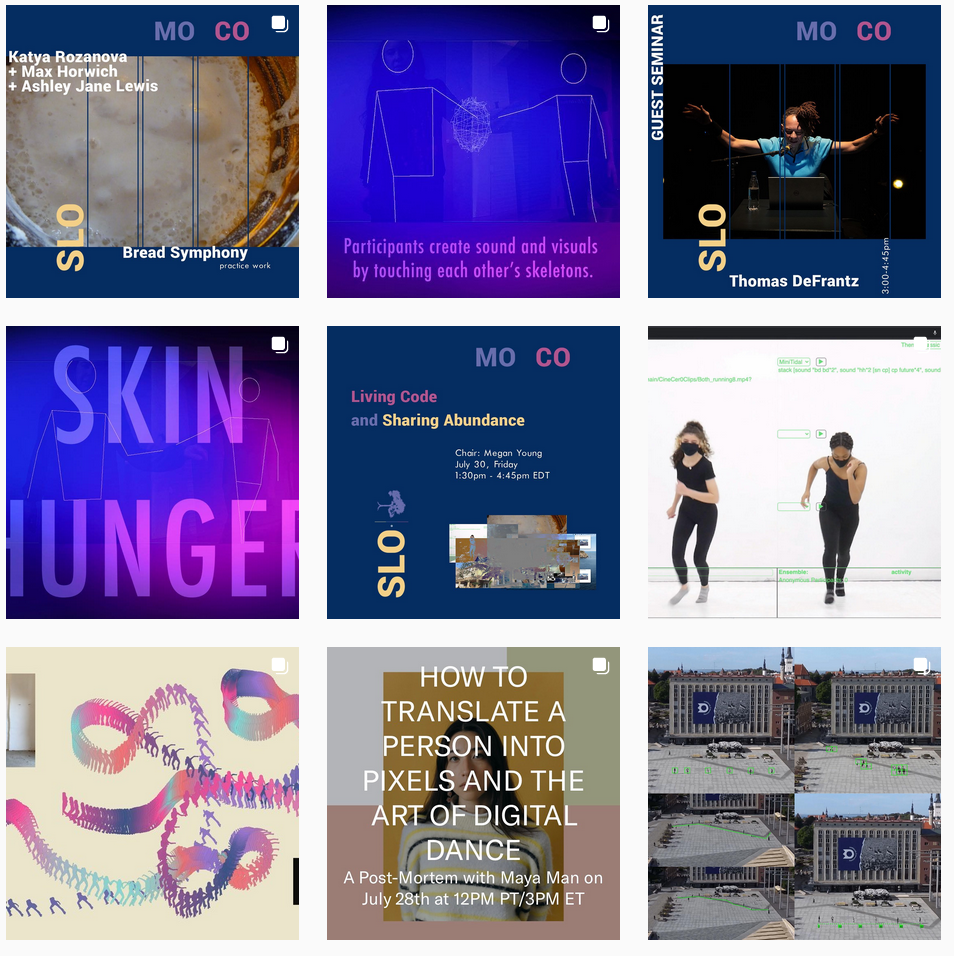 MO CO
Katya Rozanova
+ Max Horwich
+ Ashley Jane Lewis
SLO
Bread Symphony
practice work
Participants create sound and visuals
by touching each other's skeletons.
GUEST SEMINAR
MO CO
SLO
Thomas DeFrantz
3:00-4:45pm
SKIN
HUNGER
MO CO
Living Code
and Sharing Abundance
Chair: Megan Young
July 30, Friday
1:30pm - 4:45pm EDT
SLO
MiniTidal
Ensemble:
activity
HOW TO
TRANSLATE A
PERSON INTO
PIXELS AND THE
ART OF DIGITAL
DANCE
A Post-Mortem with Maya Man on
July 28th at 12PM PT/3PM ET